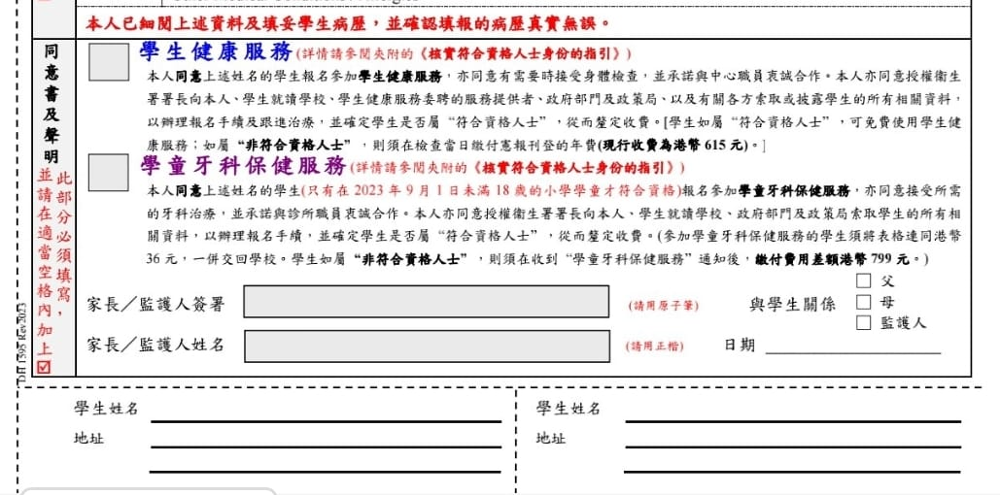 本人已細閱上述資料及填妥學生病歷,並確認填報的病歷真實無誤。
同意書及聲明
此部分必須填寫,
並請在適當空格內加上☑
學生健康服務(詳情請參閱夾附的《核實符合資格人士身份的指引》)
本人同意上述姓名的學生報名參加學生健康服務,亦同意有需要時接受身體檢查,並承諾與中心職員衷誠合作。本人亦同意授權衞生
署署長向本人、學生就讀學校、學生健康服務委聘的服務提供者、政府部門及政策局、以及有關各方索取或披露學生的所有相關資料,
以辦理報名手續及跟進治療,並確定學生是否屬“符合資格人士”,從而釐定收費。[學生如屬“符合資格人士”,可免費使用學生健
康服務;如屬“非符合資格人士”,則須在檢查當日繳付憲報刊登的年費(現行收費為港幣 615 元)。]
學童牙科保健服務(詳情請參閱夾附的《核實符合資格人士身份的指引》)
本人同意上述姓名的學生(只有在 2023 年 9 月 1 日未滿 18 歲的小學學童才符合資格)報名參加學童牙科保健服務,亦同意接受所需
的牙科治療,並承諾與診所職員衷誠合作。本人亦同意授權衞生署署長向本人、學生就讀學校、政府部門及政策局索取學生的所有相
關資料,以辦理報名手續,並確定學生是否屬“符合資格人士”,從而釐定收費。(參加學童牙科保健服務的學生須將表格連同港幣
36 元,一併交回學校。學生如屬“非符合資格人士”,則須在收到“學童牙科保健服務”通知後,繳付費用差額港幣 799 元。)
家長/監護人簽署
(請用原子筆)
與學生關係
□ 父
□ 母
□ 監護人
家長/監護人姓名
(請用正楷)
日期
DH 1595 Rev2023
學生姓名
地址
學生姓名
地址